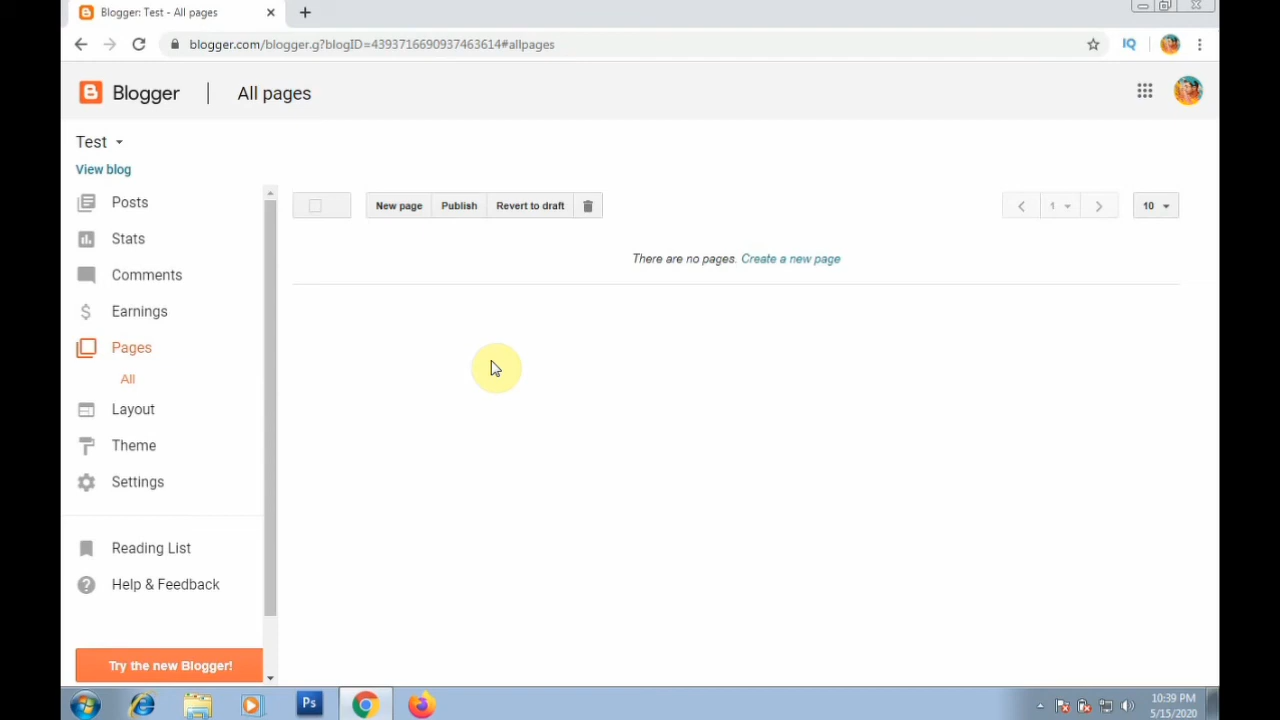 Blogger: Test - All pages
blogger.com/blogger.g?blogID=4393716690937463614#allpages
IQ
Blogger | All pages
Test
View blog
Posts
Stats
Comments
Earnings
Pages
All
Layout
Theme
Settings
Reading List
Help & Feedback
Try the new Blogger!
New page Publish Revert to draft
1
10
There are no pages. Create a new page
Ps
10:39 PM
5/15/2020